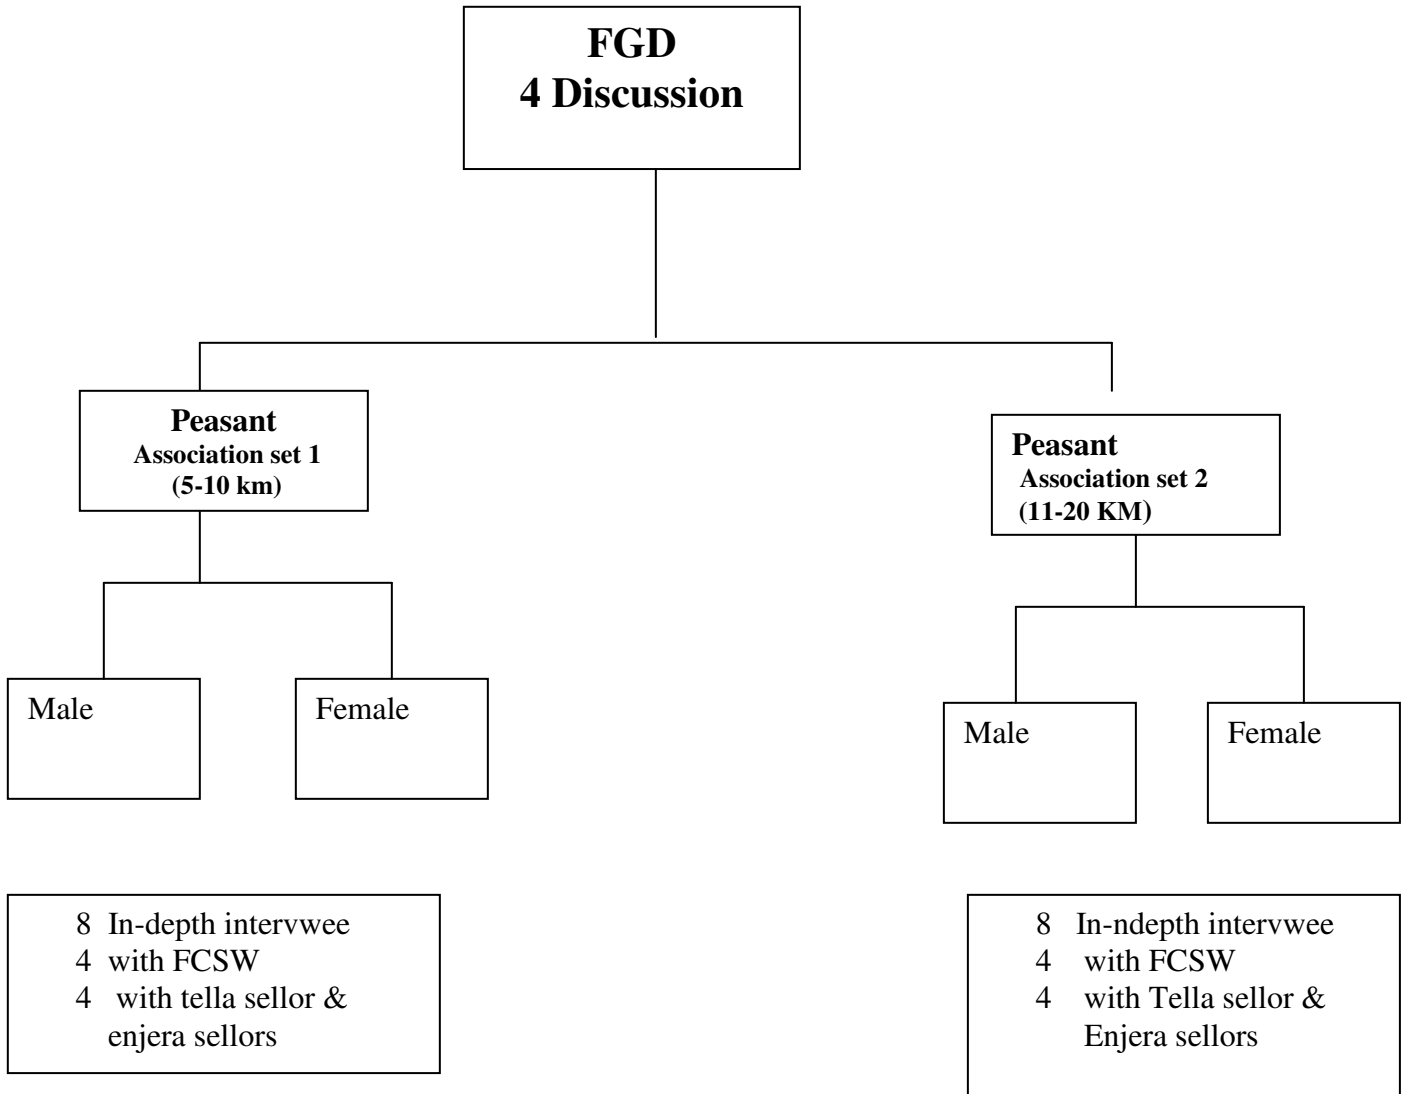 FGD
4 Discussion
Peasant
Association set 1
(5-10 km)
Peasant
Association set 2
(11-20 KM)
Male
Female
Male
Female
8 In-depth intervwee
4 with FCSW
4 with tella sellor &
enjera sellors
8 In-ndepth intervwee
4 with FCSW
4 with Tella sellor &
Enjera sellors